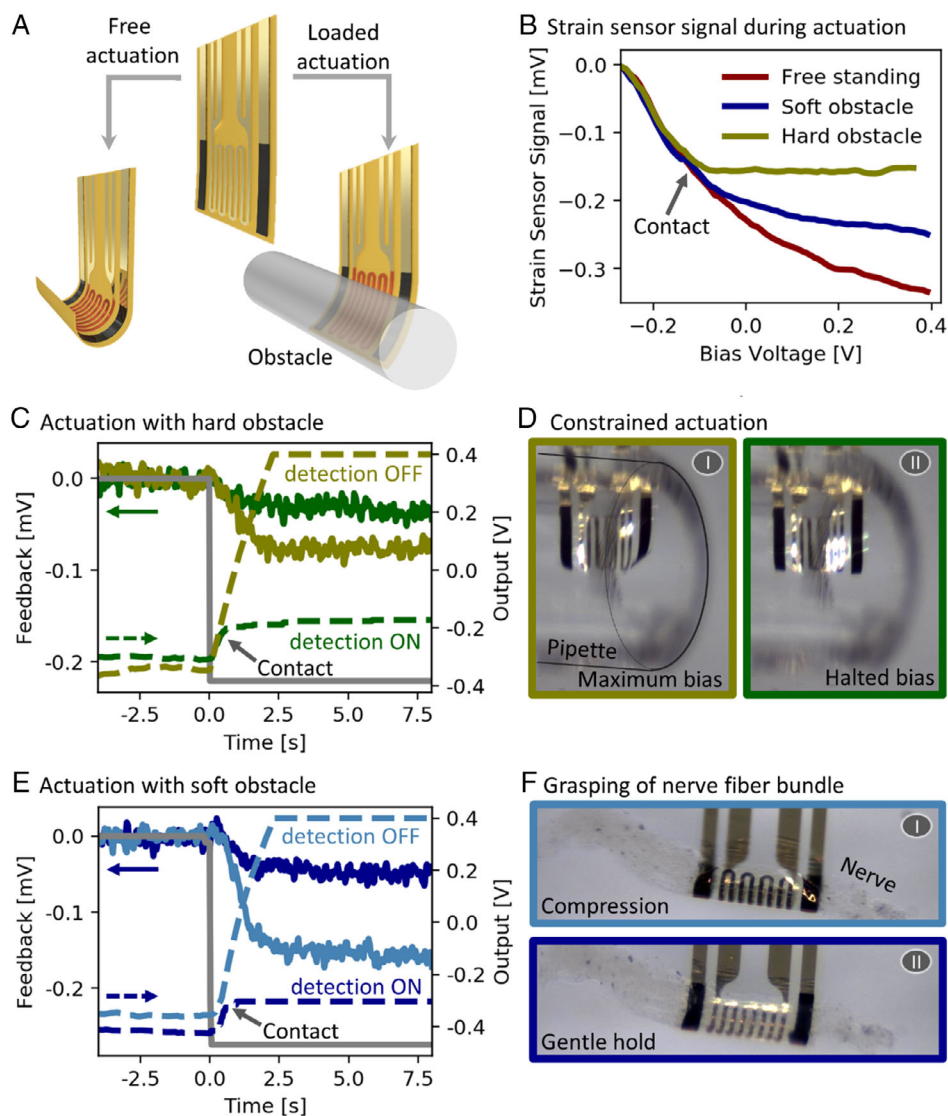 A
Free
actuation
Loaded
actuation
Obstacle
B Strain sensor signal during actuation
Strain Sensor Signal [mV]
0.0
−0.1
−0.2
−0.3
Free standing
Soft obstacle
Hard obstacle
Contact
−0.2 0.0 0.2 0.4
Bias Voltage [V]
C Actuation with hard obstacle
Feedback [mV]
0.0
-0.1
-0.2
detection OFF
detection ON
Contact
0.4
0.2
0.0
-0.2
-0.4
Output [V]
-2.5 0.0 2.5 5.0 7.5
Time [s]
D Constrained actuation
I
Pipette
Maximum bias
II
Halted bias
E Actuation with soft obstacle
Feedback [mV]
0.0
-0.1
-0.2
detection OFF
detection ON
Contact
0.4
0.2
0.0
-0.2
-0.4
Output [V]
-2.5 0.0 2.5 5.0 7.5
Time [s]
F Grasping of nerve fiber bundle
I
Nerve
Compression
II
Gentle hold